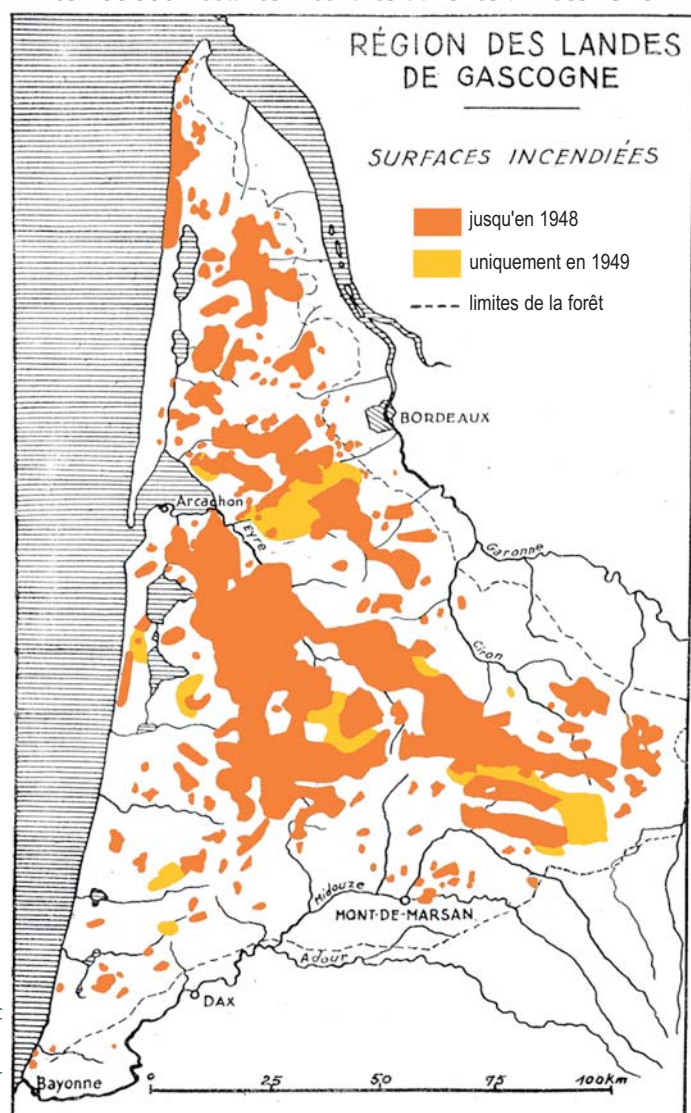 RÉGION DES LANDES
DE GASCOGNE
SURFACES INCENDIÉES
jusqu'en 1948
uniquement en 1949
limites de la forêt
BORDEAUX
Arcachon
Eyre
Garonne
Ciron
Midouze
MONT-DE-MARSAN
Adour
DAX
Bayonne
0 25 50 75 100km